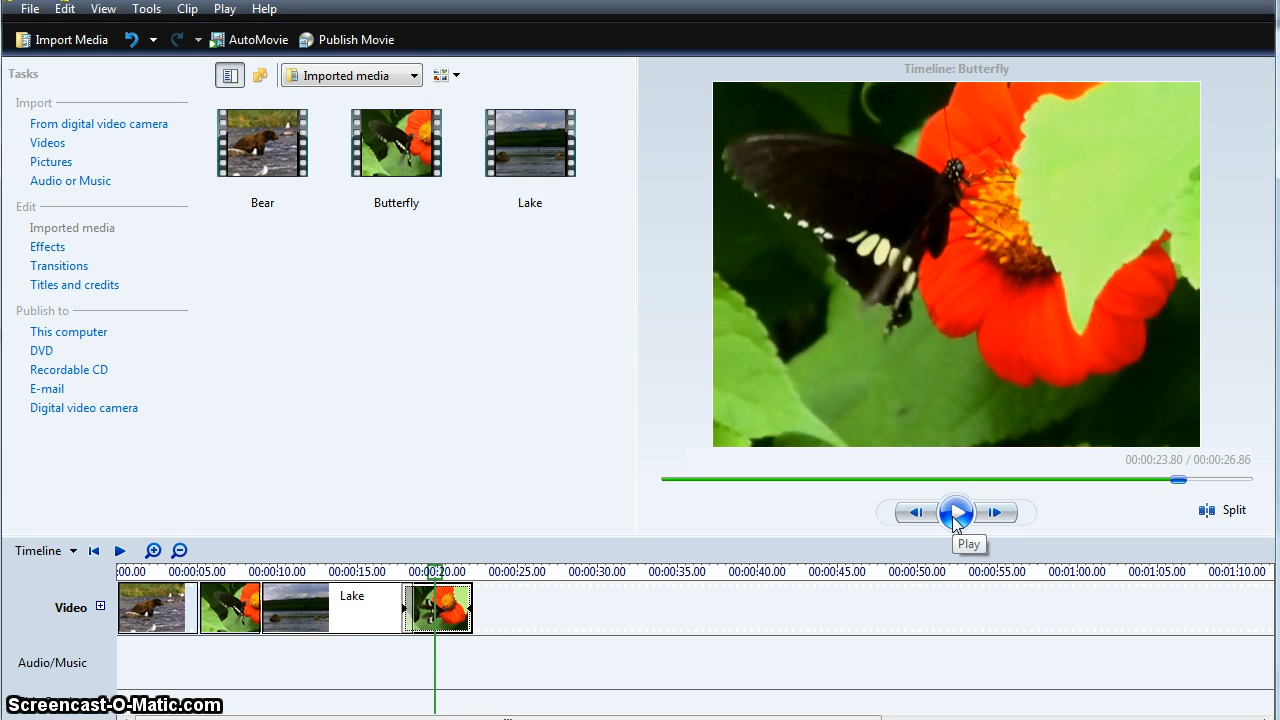 File Edit View Tools Clip Play Help
Import Media AutoMovie Publish Movie
Tasks
Import
From digital video camera
Videos
Pictures
Audio or Music
Edit
Imported media
Effects
Transitions
Titles and credits
Publish to
This computer
DVD
Recordable CD
E-mail
Digital video camera
Imported media
Bear Butterfly Lake
Timeline: Butterfly
00:00:23.80 / 00:00:26.86
Split
Play
Timeline
:00.00 00:00:05.00 00:00:10.00 00:00:15.00 00:00:20.00 00:00:25.00 00:00:30.00 00:00:35.00 00:00:40.00 00:00:45.00 00:00:50.00 00:00:55.00 00:01:00.00 00:01:05.00 00:01:10.00
Video
Lake
Audio/Music
Screencast-O-Matic.com